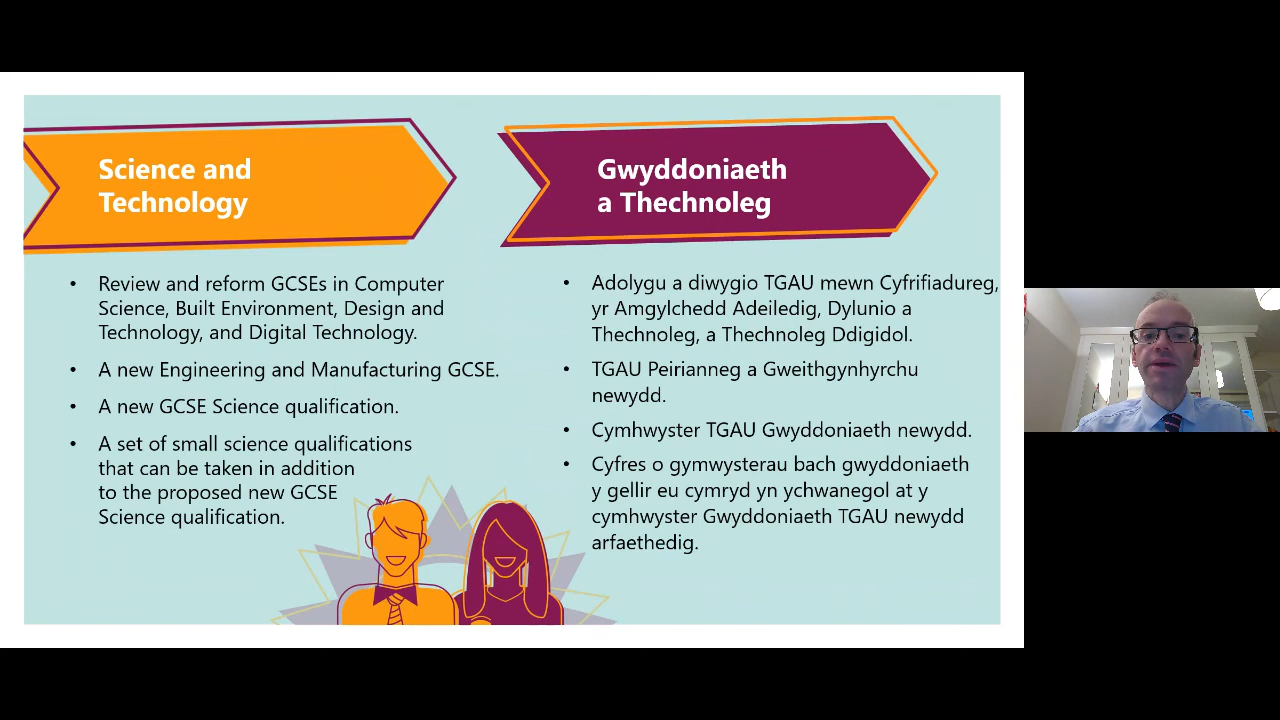 Science and
Technology
Review and reform GCSEs in Computer
Science, Built Environment, Design and
Technology, and Digital Technology.
A new Engineering and Manufacturing GCSE.
A new GCSE Science qualification.
A set of small science qualifications
that can be taken in addition
to the proposed new GCSE
Science qualification.
Gwyddoniaeth
a Thechnoleg
Adolygu a diwygio TGAU mewn Cyfrifiadureg,
yr Amgylchedd Adeiledig, Dylunio a
Thechnoleg, a Thechnoleg Ddigidol.
TGAU Peirianneg a Gweithgynhyrchu
newydd.
Cymhwyster TGAU Gwyddoniaeth newydd.
Cyfres o gymwysterau bach gwyddoniaeth
y gellir eu cymryd yn ychwanegol at y
cymhwyster Gwyddoniaeth TGAU newydd
arfaethedig.